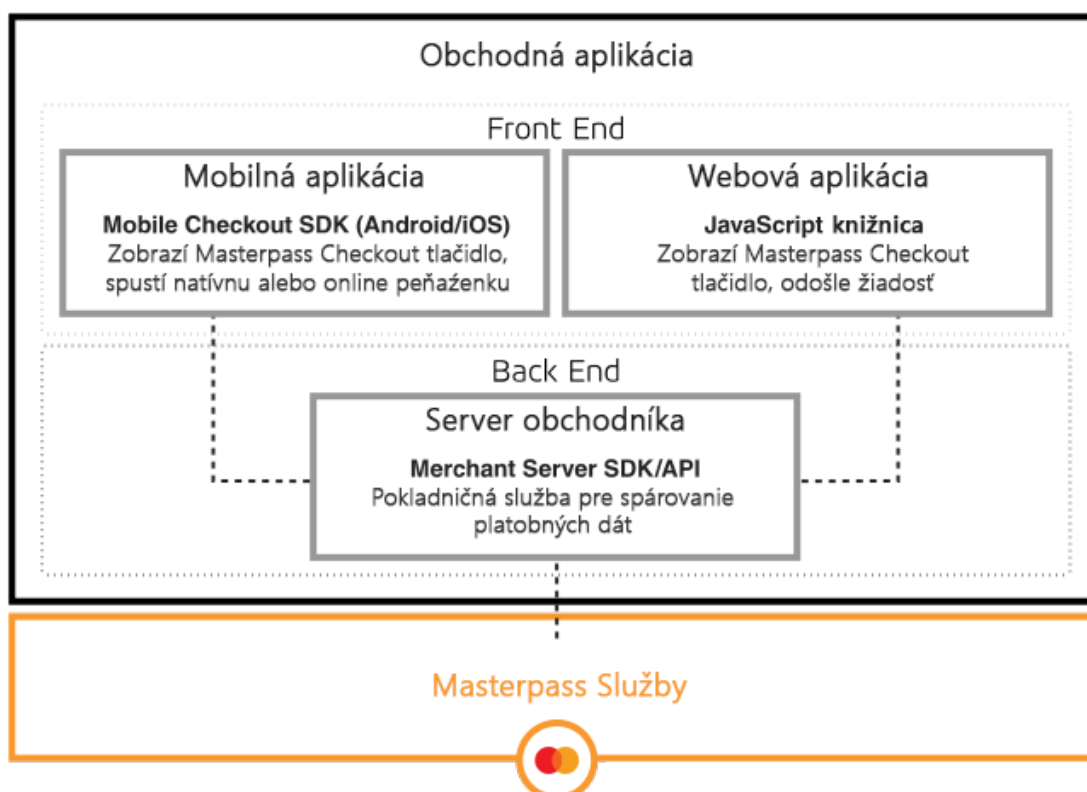 Obchodná aplikácia
Front End
Mobilná aplikácia
Mobile Checkout SDK (Android/iOS)
Zobrazí Masterpass Checkout tlačidlo,
spustí natívnu alebo online peňaźenku
Webová aplikácia
JavaScript knižnica
Zobrazí Masterpass Checkout
tlačidlo, odošle žiadosť
Back End
Server obchodníka
Merchant Server SDK/API
Pokladničná služba pre spárovanie
platobných dát
Masterpass Služby